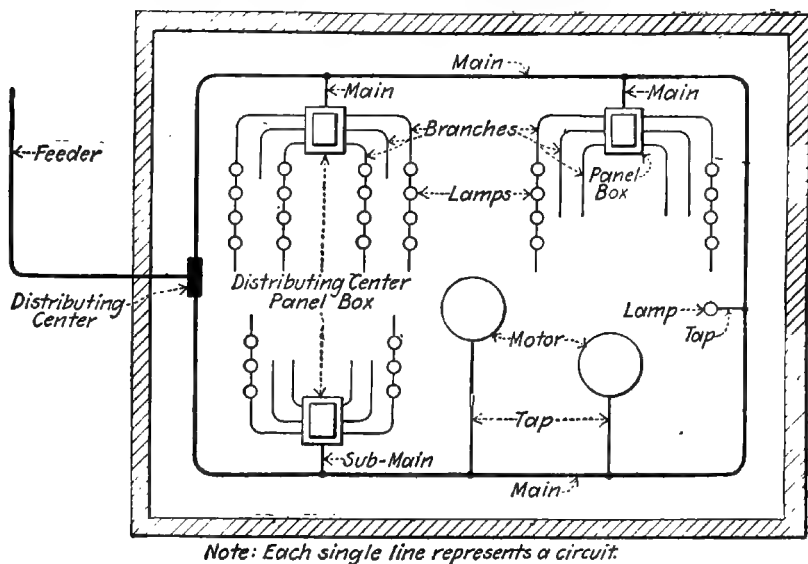 Main
Main
Main
Feeder
Branches
Panel
Box
Lamps
Distributing Center
Panel Box
Distributing
Center
Lamp
Tap
Motor
Tap
Sub-Main
Main
Note: Each single line represents a circuit.